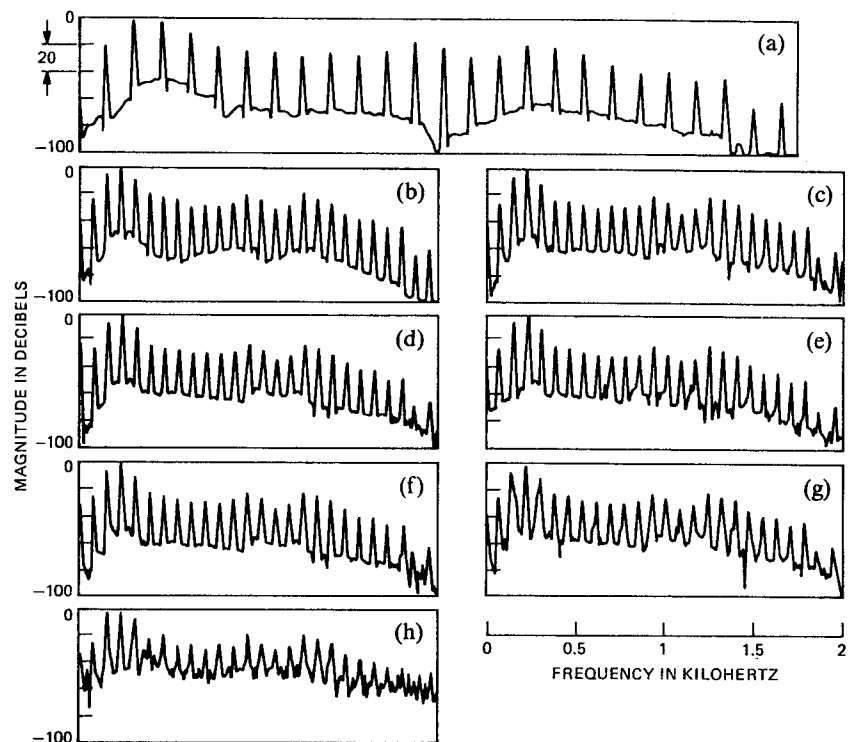 0
20
−100
(a)
0
−100
(b)
(c)
0
−100
(d)
(e)
0
−100
(f)
(g)
0
−100
(h)
MAGNITUDE IN DECIBELS
0 0.5 1 1.5 2
FREQUENCY IN KILOHERTZ